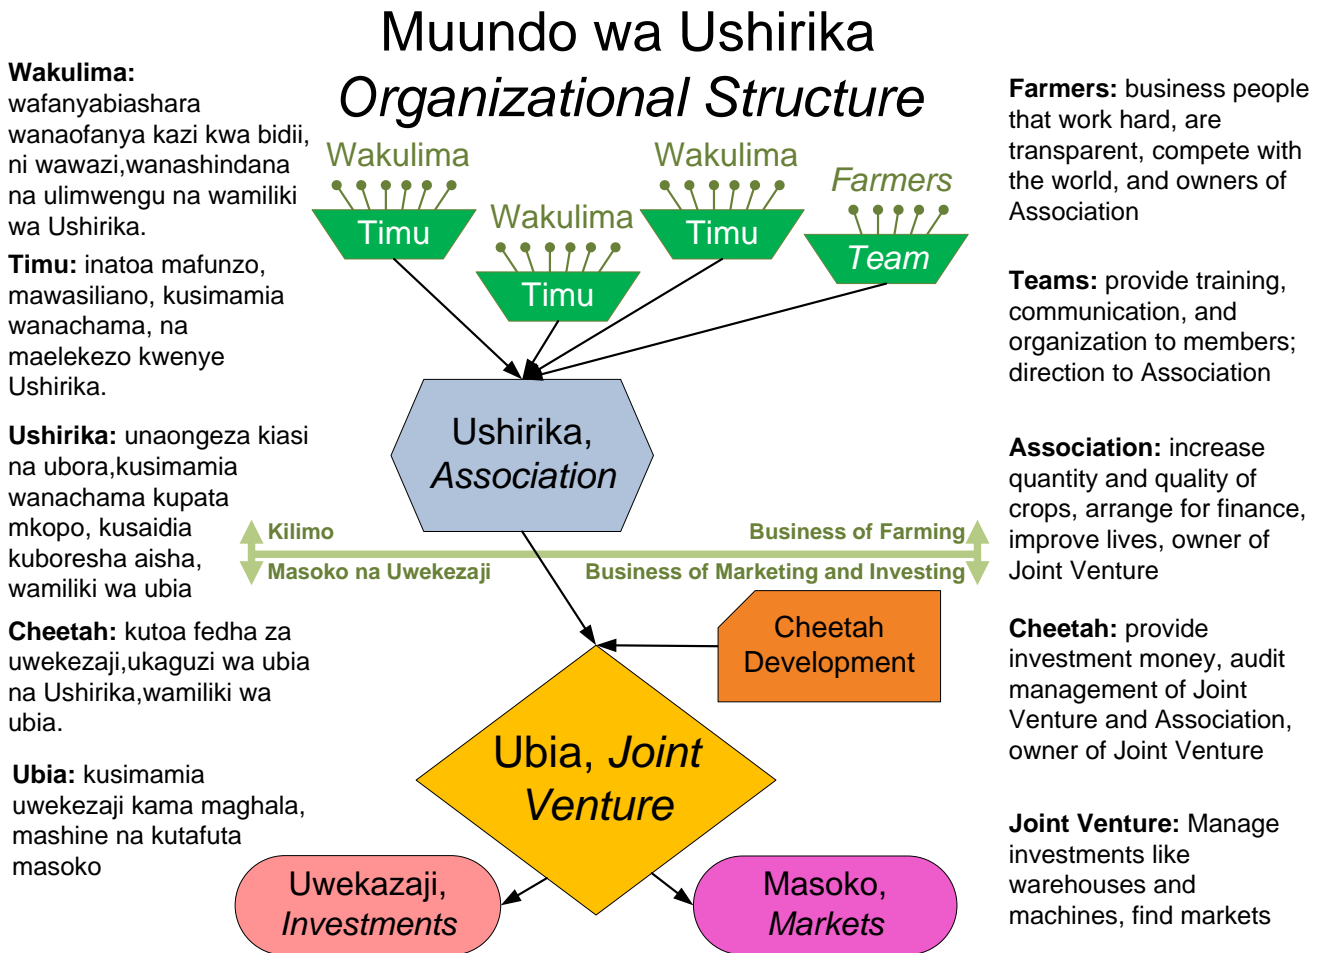 Muundo wa Ushirika
Organizational Structure
Wakulima:
wafanyabiashara
wanaofanya kazi kwa bidii,
ni wawazi,wanashindana
na ulimwengu na wamiliki
wa Ushirika.
Timu: inatoa mafunzo,
mawasiliano, kusimamia
wanachama, na
maelekezo kwenye
Ushirika.
Ushirika: unaongeza kiasi
na ubora,kusimamia
wanachama kupata
mkopo, kusaidia
kuboresha aisha,
wamiliki wa ubia
Cheetah: kutoa fedha za
uwekezaji,ukaguzi wa ubia
na Ushirika,wamiliki wa
ubia.
Ubia: kusimamia
uwekezaji kama maghala,
mashine na kutafuta
masoko
Wakulima
Timu
Wakulima
Timu
Wakulima
Timu
Farmers
Team
Ushirika,
Association
Kilimo
Business of Farming
Masoko na Uwekezaji
Business of Marketing and Investing
Cheetah
Development
Ubia, Joint
Venture
Uwekazaji,
Investments
Masoko,
Markets
Farmers: business people
that work hard, are
transparent, compete with
the world, and owners of
Association
Teams: provide training,
communication, and
organization to members;
direction to Association
Association: increase
quantity and quality of
crops, arrange for finance,
improve lives, owner of
Joint Venture
Cheetah: provide
investment money, audit
management of Joint
Venture and Association,
owner of Joint Venture
Joint Venture: Manage
investments like
warehouses and
machines, find markets